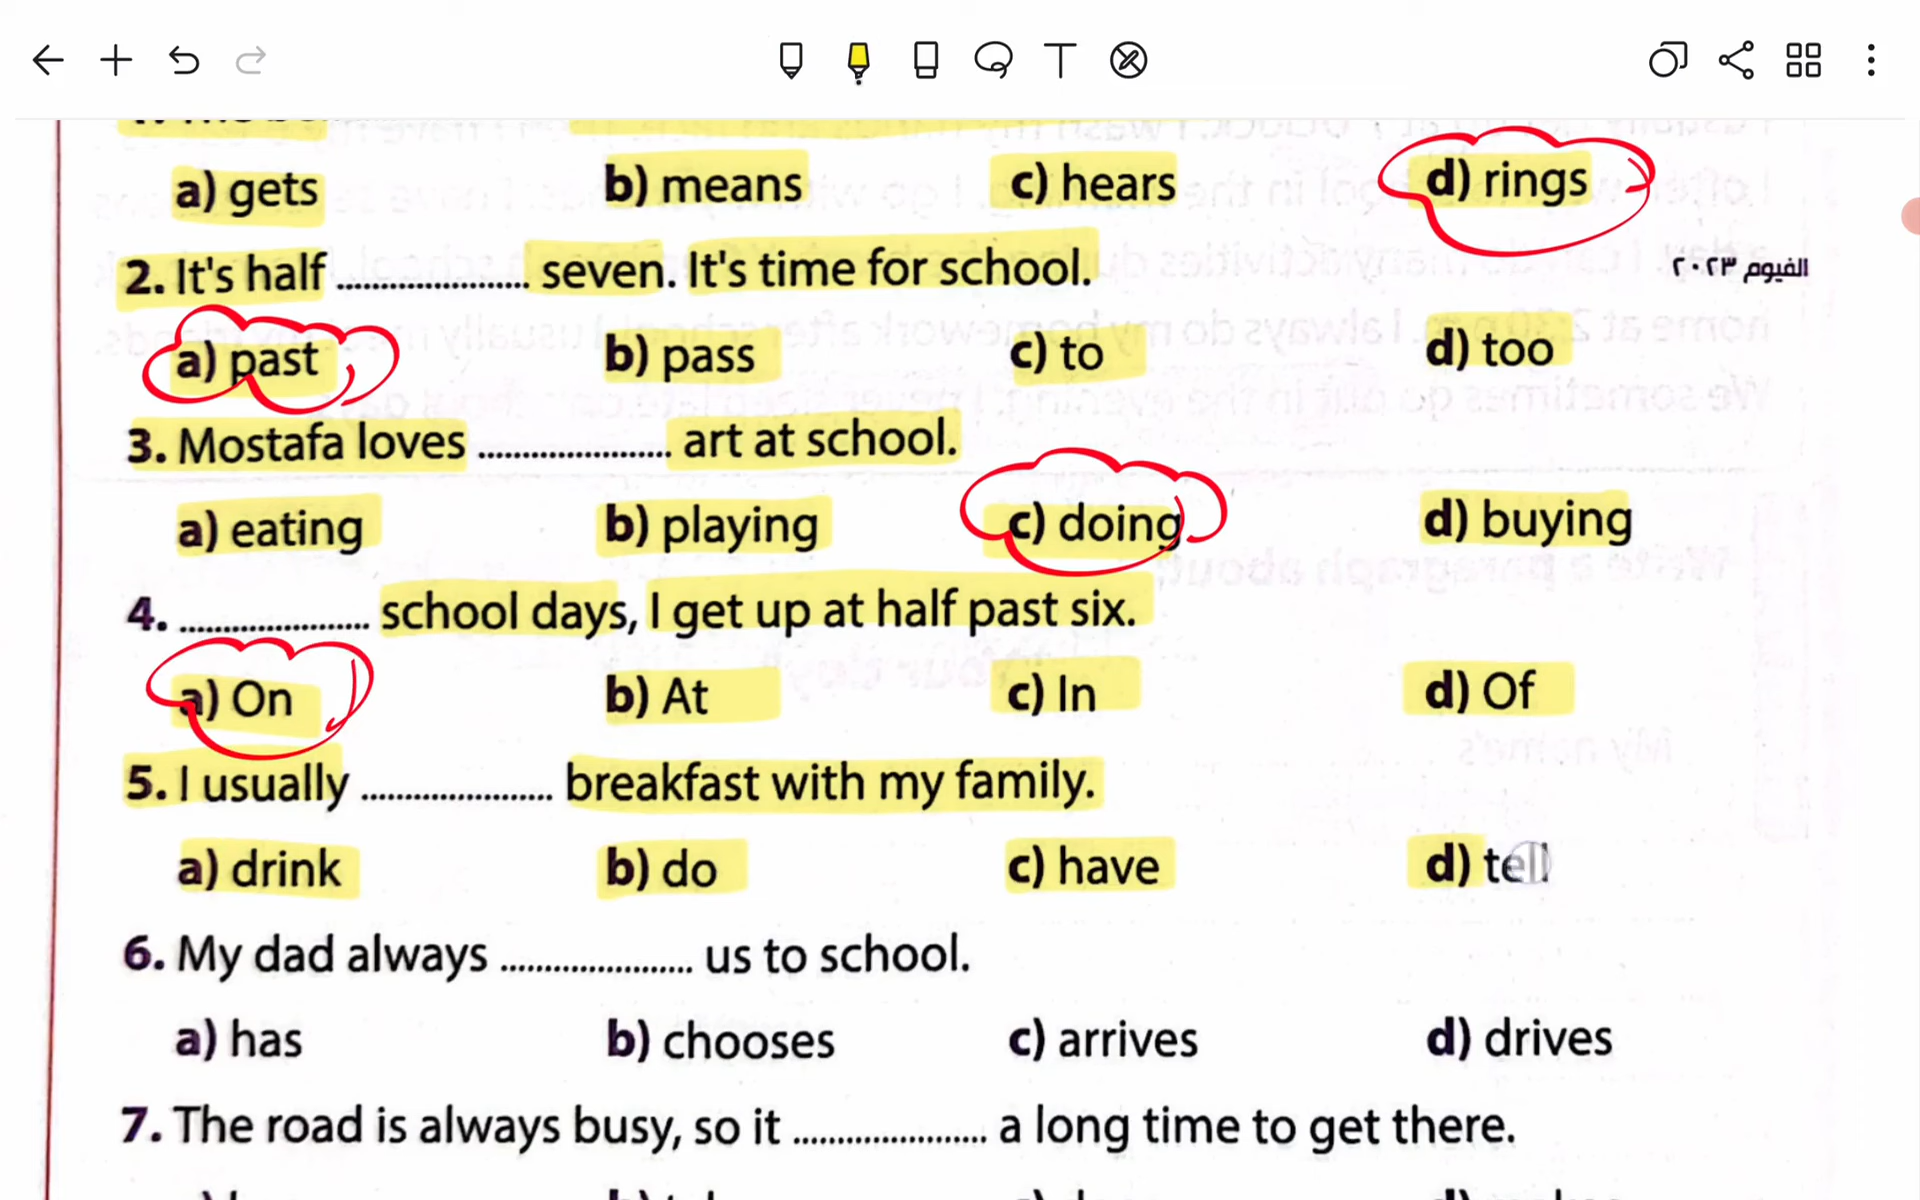 a) gets b) means c) hears d) rings
2. It's half ...................... seven. It's time for school.
الفيوم ٢٠٢٣
a) past b) pass c) to d) too
3. Mostafa loves ...................... art at school.
a) eating b) playing c) doing d) buying
4. ...................... school days, I get up at half past six.
a) On b) At c) In d) Of
5. I usually ...................... breakfast with my family.
a) drink b) do c) have d) tell
6. My dad always ...................... us to school.
a) has b) chooses c) arrives d) drives
7. The road is always busy, so it ...................... a long time to get there.